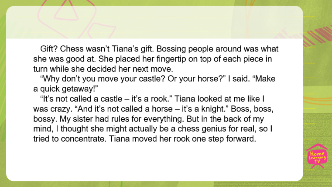 Gift? Chess wasn't Tiana's gift. Bossing people around was what
she was good at. She placed her fingertip on top of each piece in
turn while she decided her next move.
"Why don't you move your castle? Or your horse?" I said. "Make
a quick getaway!"
"It's not called a castle – it's a rook." Tiana looked at me like I
was crazy. "And it's not called a horse – it's a knight." Boss, boss,
bossy. My sister had rules for everything. But in the back of my
mind, I thought she might actually be a chess genius for real, so I
tried to concentrate. Tiana moved her rook one step forward.